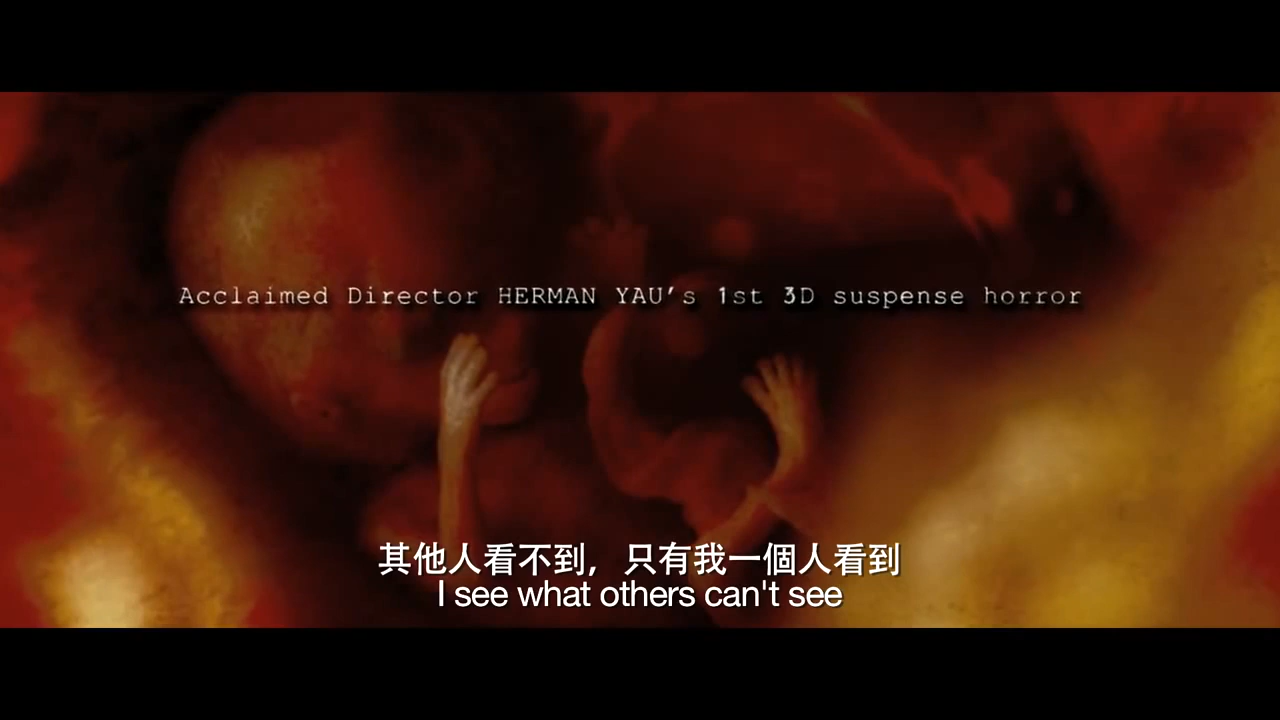 Acclaimed Director HERMAN YAU's 1st 3D suspense horror
其他人看不到，只有我一個人看到
I see what others can't see